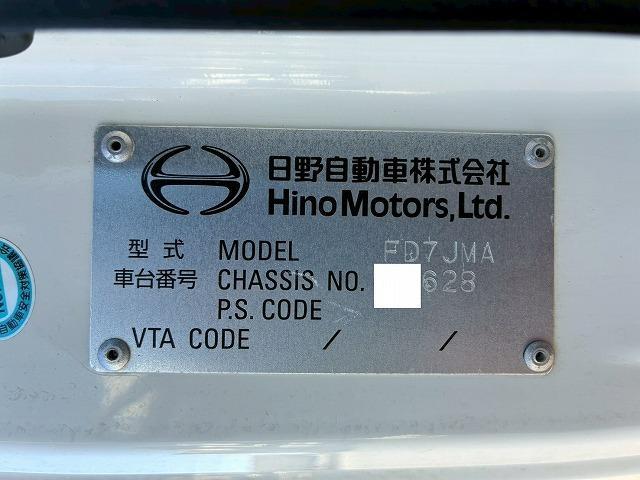 日野自動車株式会社
Hino Motors, Ltd.
型式 MODEL FD7JMA
車台番号 CHASSIS NO. 628
P.S. CODE
VTA CODE / /